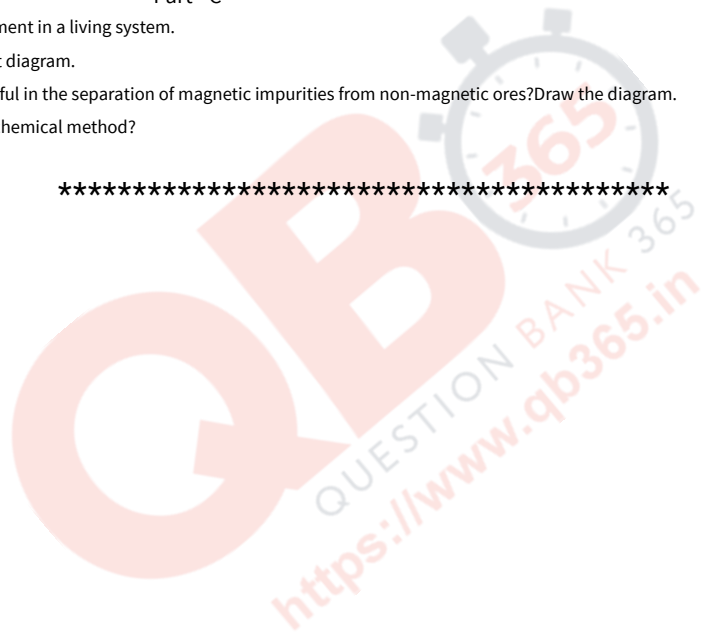 Part - C
ment in a living system.
t diagram.
ful in the separation of magnetic impurities from non-magnetic ores?Draw the diagram.
hemical method?
*****************************************
QB
365
QUESTION BANK 365
https://www.qb365.in